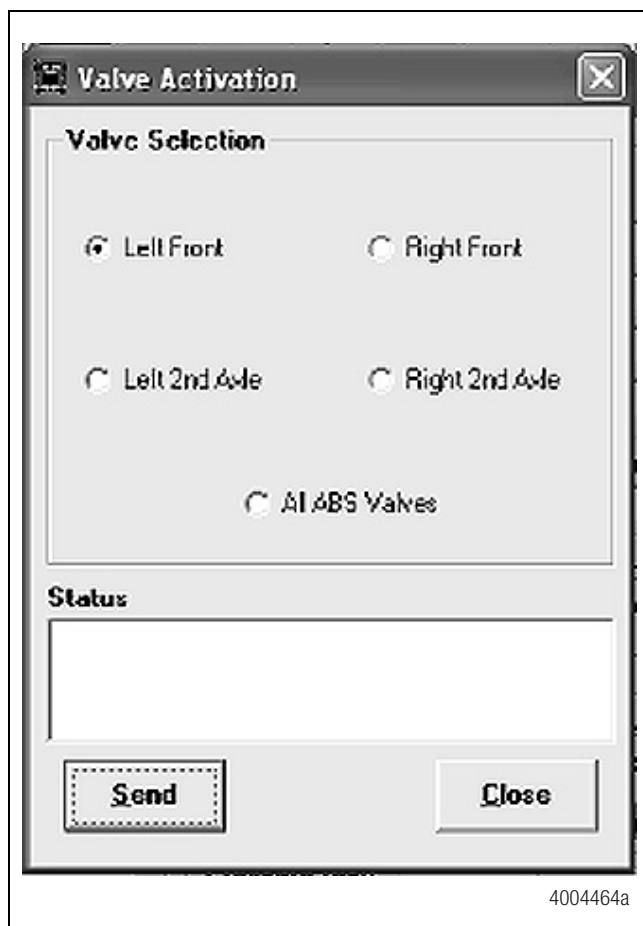 Valve Activation
Valve Selection
Left Front
Right Front
Left 2nd Axle
Right 2nd Axle
All ABS Valves
Status
Send
Close
4004464a